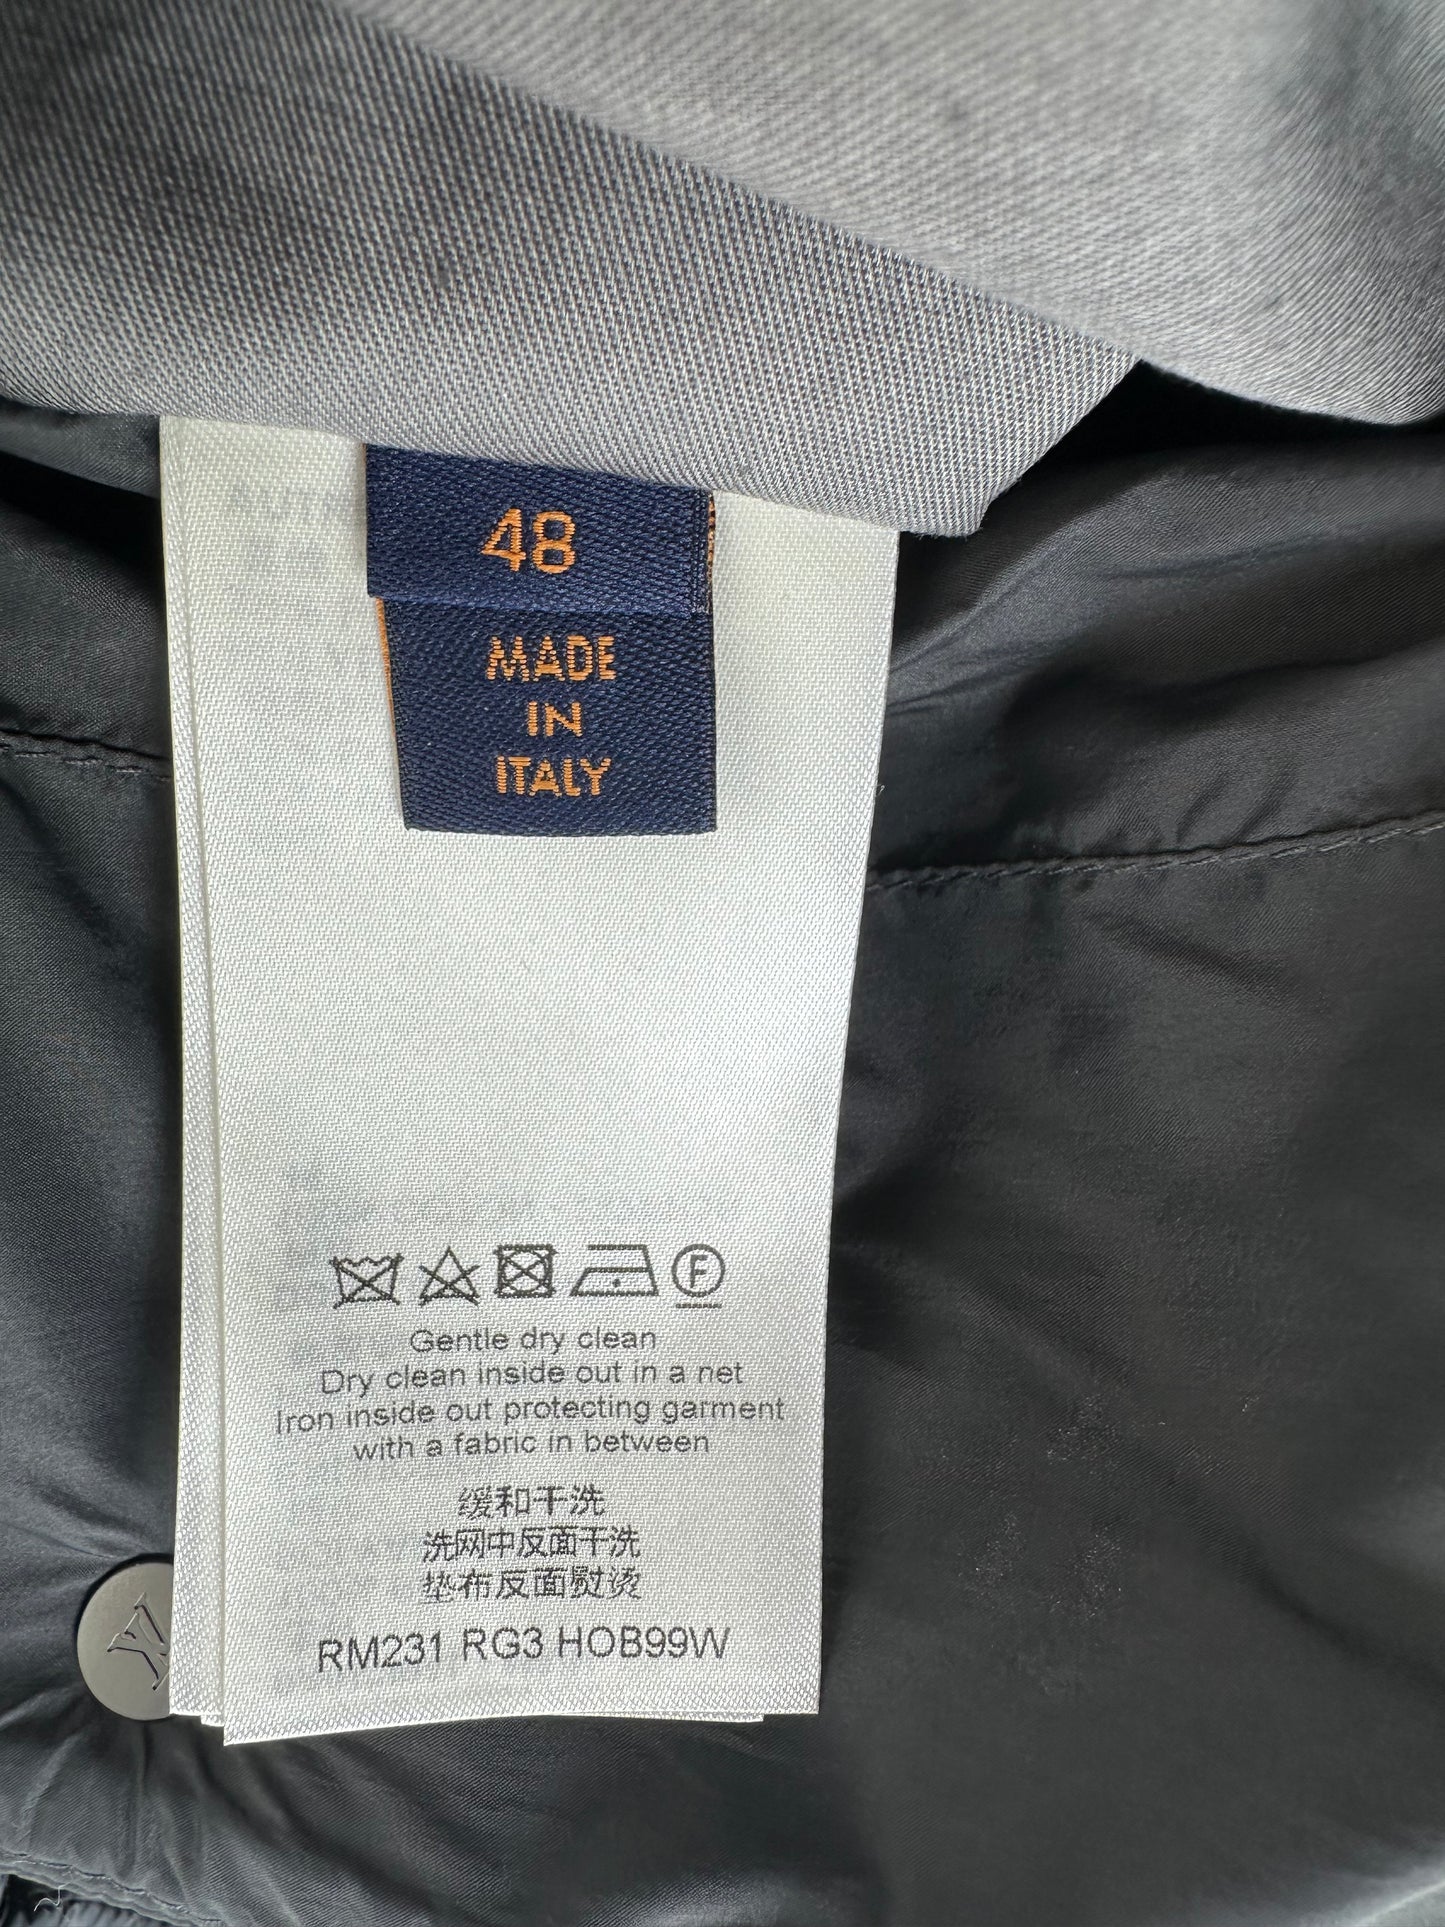 48
MADE
IN
ITALY
F
Gentle dry clean
Dry clean inside out in a net
Iron inside out protecting garment
with a fabric in between
缓和干洗
洗网中反面干洗
垫布反面熨烫
RM231 RG3 HOB99W
LV